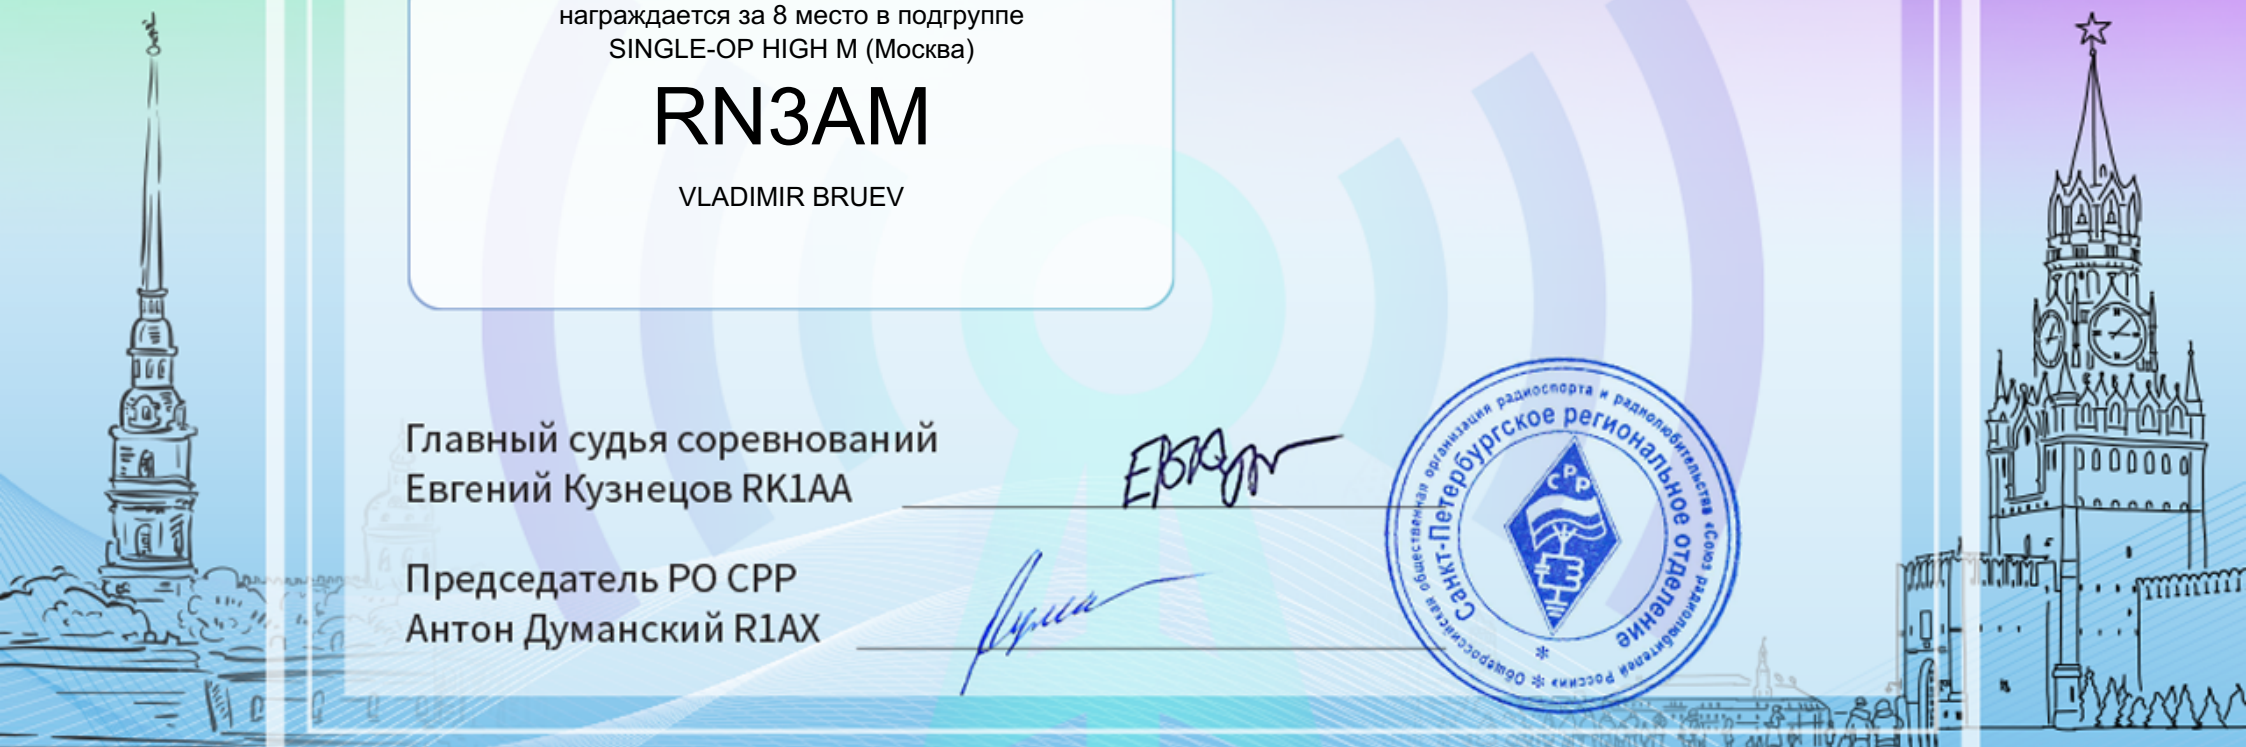 награждается за 8 место в подгруппе
SINGLE-OP HIGH M (Москва)
RN3AM
VLADIMIR BRUEV
Главный судья соревнований
Евгений Кузнецов RK1AA
Председатель РО СРР
Антон Думанский R1AX
Общероссийская общественная организация радиоспорта и радиолюбительства «Союз радиолюбителей России» *
Санкт-Петербургское региональное отделение *
СРР